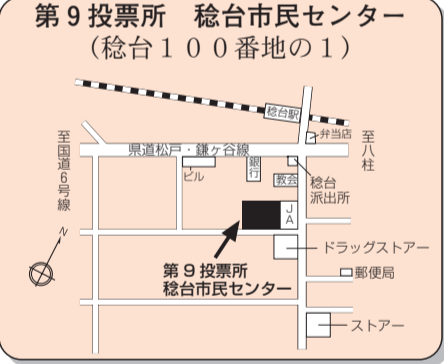 第9投票所 稔台市民センター
（稔台１００番地の１）
稔台駅
弁当店
至八柱
至国道6号線
県道松戸・鎌ヶ谷線
ビル
銀行
教会
稔台
派出所
JA
N
ドラッグストアー
第９投票所
稔台市民センター
郵便局
ストアー